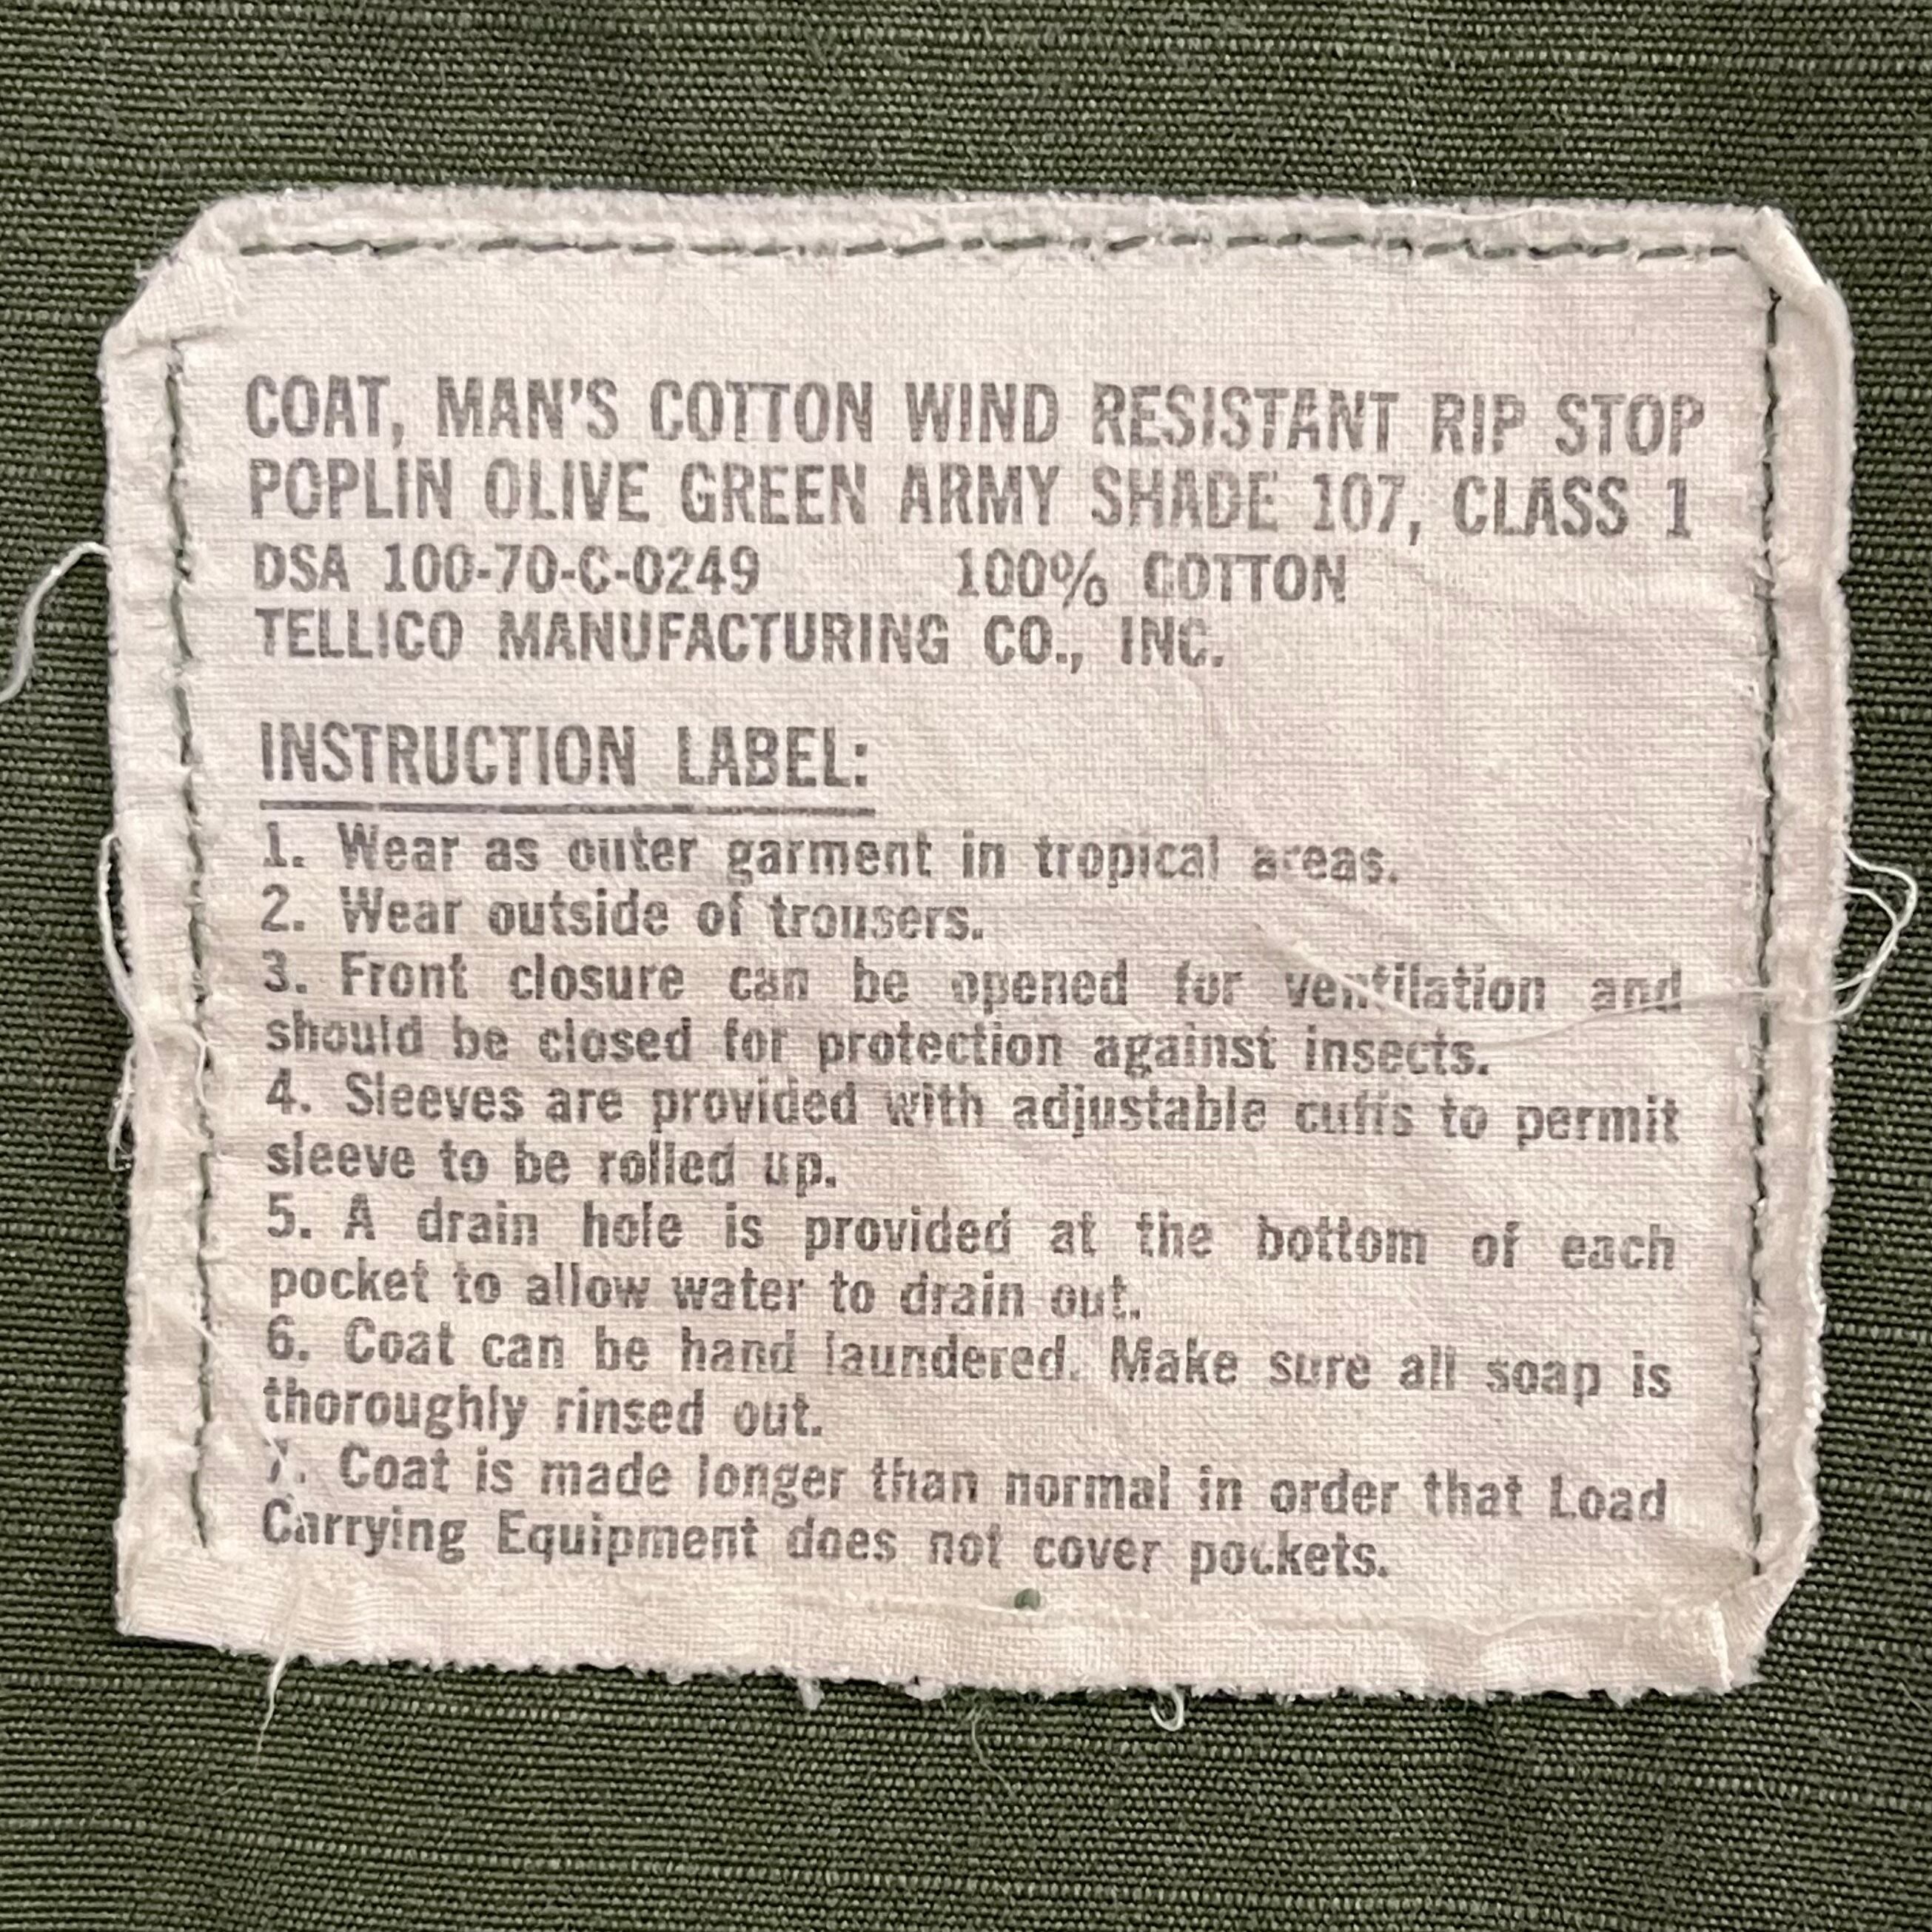 COAT, MAN'S COTTON WIND RESISTANT RIP STOP
POPLIN OLIVE GREEN ARMY SHADE 107, CLASS 1
DSA 100-70-C-0249 100% COTTON
TELLICO MANUFACTURING CO., INC.
INSTRUCTION LABEL:
1. Wear as outer garment in tropical areas.
2. Wear outside of trousers.
3. Front closure can be opened for ventilation and
should be closed for protection against insects.
4. Sleeves are provided with adjustable cuffs to permit
sleeve to be rolled up.
5. A drain hole is provided at the bottom of each
pocket to allow water to drain out.
6. Coat can be hand laundered. Make sure all soap is
thoroughly rinsed out.
7. Coat is made longer than normal in order that Load
Carrying Equipment does not cover pockets.